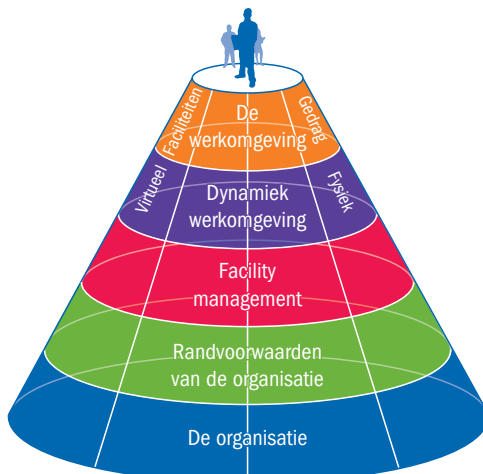 Faciliteiten
De
werkomgeving
Gedrag
Virtueel
Dynamiek
werkomgeving
Fysiek
Facility
management
Randvoorwaarden
van de organisatie
De organisatie